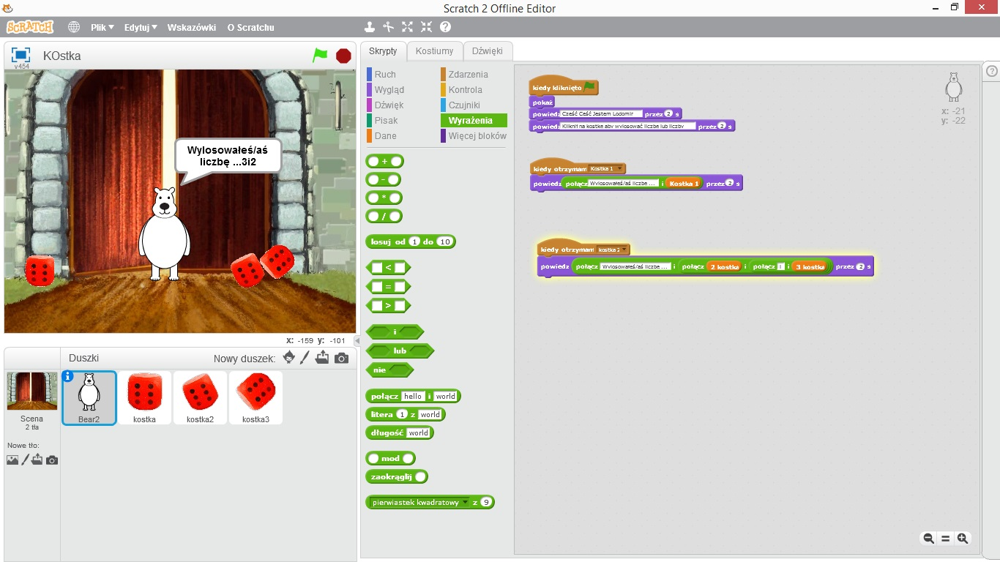 Scratch 2 Offline Editor
SCRATCH Plik Edytuj Wskazówki O Scratchu
KOstka
v454
Wylosowałeś/aś
liczbę ...3i2
x: -159 y: -101
Duszki Nowy duszek:
Scena
2 tła
Nowe tło:
Bear2 kostka kostka2 kostka3
Skrypty Kostiumy Dźwięki
Ruch Zdarzenia
Wygląd Kontrola
Dźwięk Czujniki
Pisak Wyrażenia
Dane Więcej bloków
+
-
*
/
losuj od 1 do 10
<
=
>
i
lub
nie
połącz hello i world
litera 1 z world
długość world
mod
zaokrąglij
pierwiastek kwadratowy z 9
kiedy kliknięto
pokaż
powiedz Cześć Ceść Jestem Lodomir przez 2 s
powiedz Kliknij na kostke aby wylosować liczbe lub liczby przez 2 s
kiedy otrzymam Kostka 1
powiedz połącz Wylosowałeś/aś liczbe ... i Kostka 1 przez 2 s
kiedy otrzymam kostka 2
powiedz połącz Wylosowałeś/aś liczbe ... i połącz 2 kostka i połącz i i 3 kostka przez 2 s
x: -21
y: -22